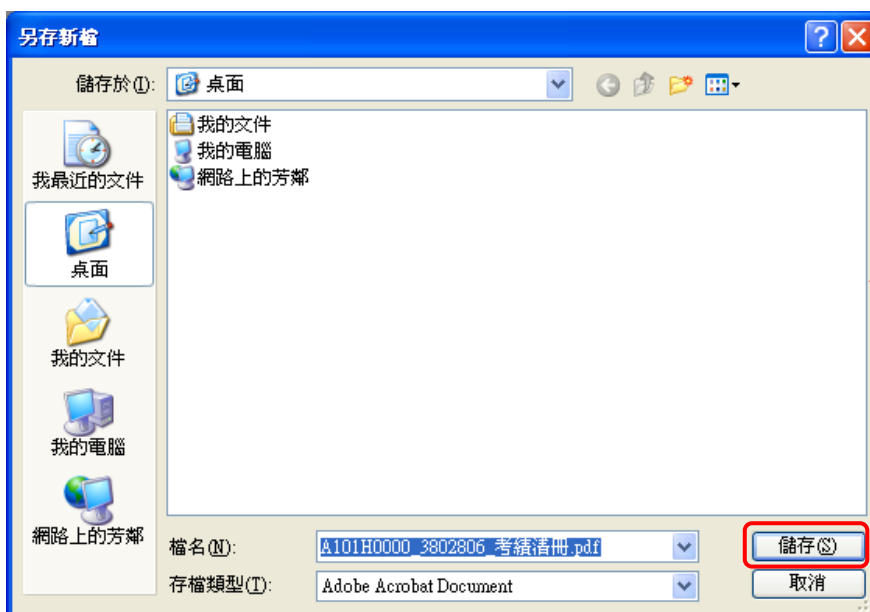 另存新檔
儲存於(I): 桌面
我的文件
我的電腦
網路上的芳鄰
我最近的文件
桌面
我的文件
我的電腦
網路上的芳鄰
檔名(N): A101H0000_3802806_考績清冊.pdf 儲存(S)
存檔類型(T): Adobe Acrobat Document 取消